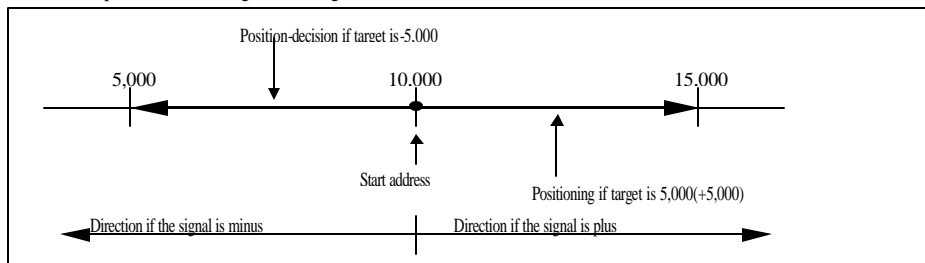 Position-decision if target is-5.000
5,000
10.000
15.000
Start address
Positioning if target is 5,000(+5,000)
Direction if the signal is minus
Direction if the signal is plus